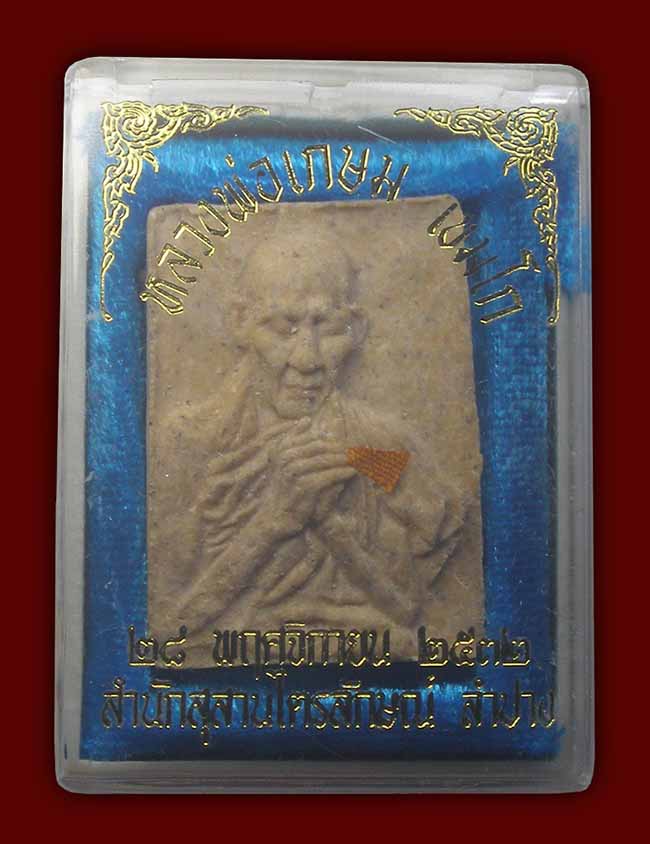 หลวงพ่อเกษม เขมโก
๒๘ พฤศจิกายน ๒๕๓๒
สำนักสุสานไตรลักษณ์ ลำปาง